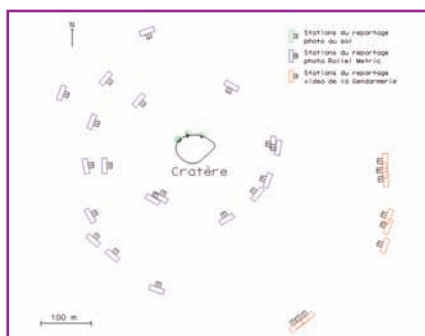 N
Stations du reportage
photo au sol
Stations du reportage
photo Rollei Metric
Stations du reportage
vidéo de la Gendarmerie
Cratère
100 m